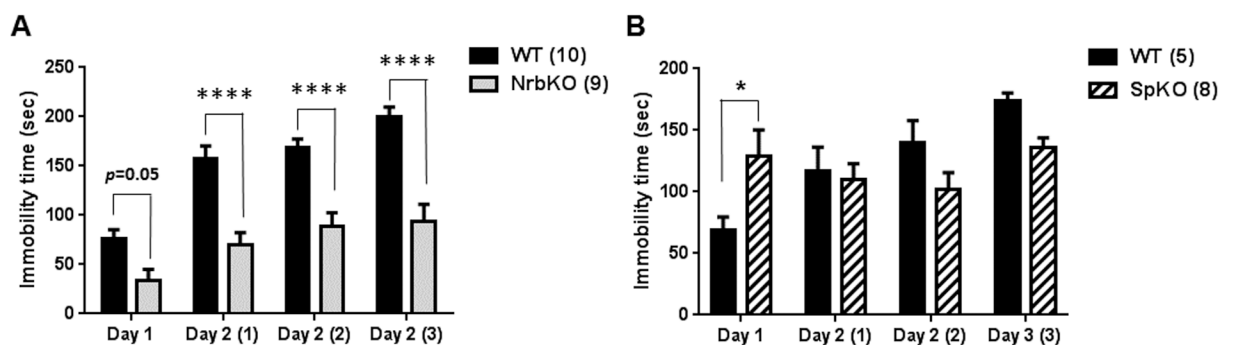 A
WT (10)
NrbKO (9)
Immobility time (sec)
250
200
150
100
50
0
p=0.05
****
****
****
Day 1
Day 2 (1)
Day 2 (2)
Day 2 (3)
B
WT (5)
SpKO (8)
Immobility time (sec)
200
150
100
50
0
*
Day 1
Day 2 (1)
Day 2 (2)
Day 3 (3)